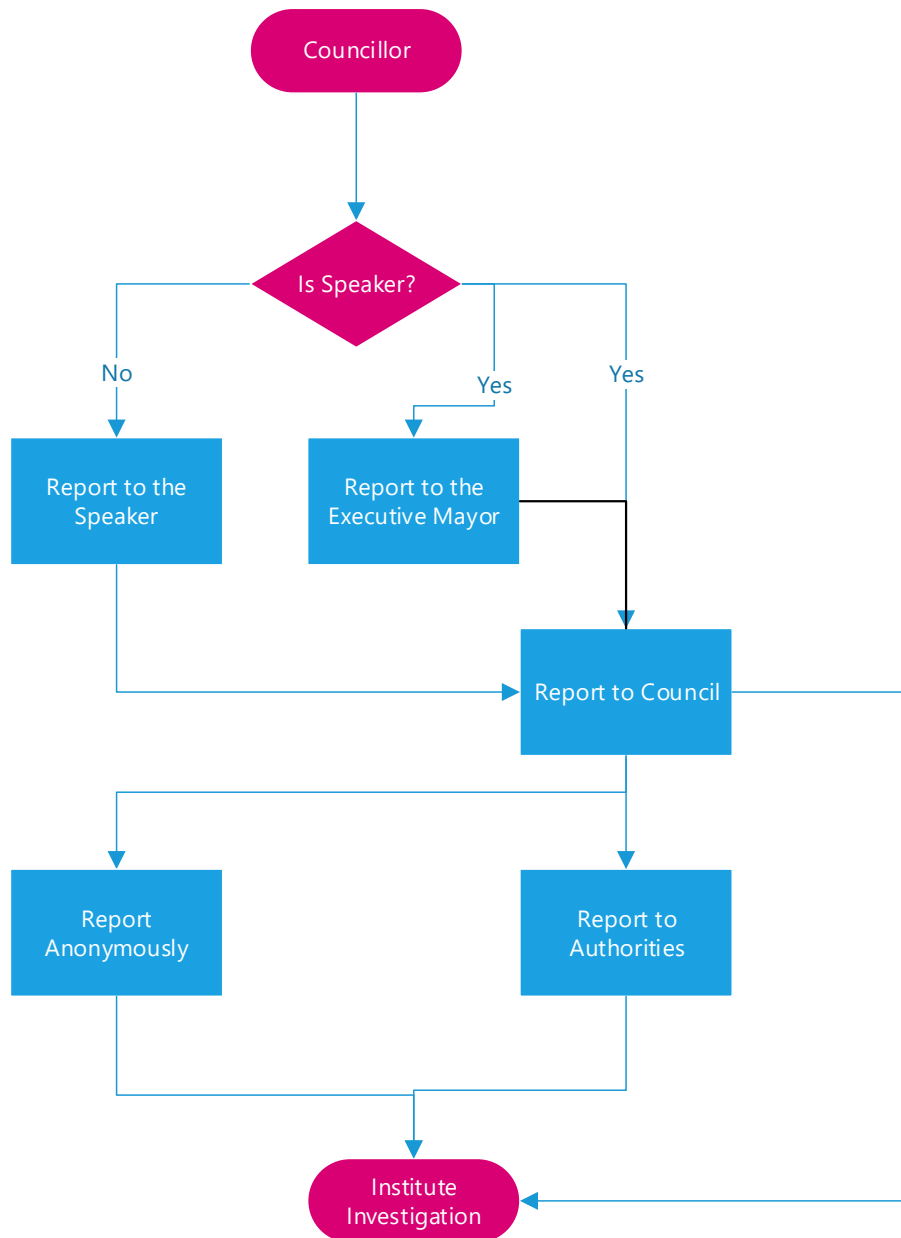 Councillor
Is Speaker?
No
Yes
Yes
Report to the
Speaker
Report to the
Executive Mayor
Report to Council
Report
Anonymously
Report to
Authorities
Institute
Investigation